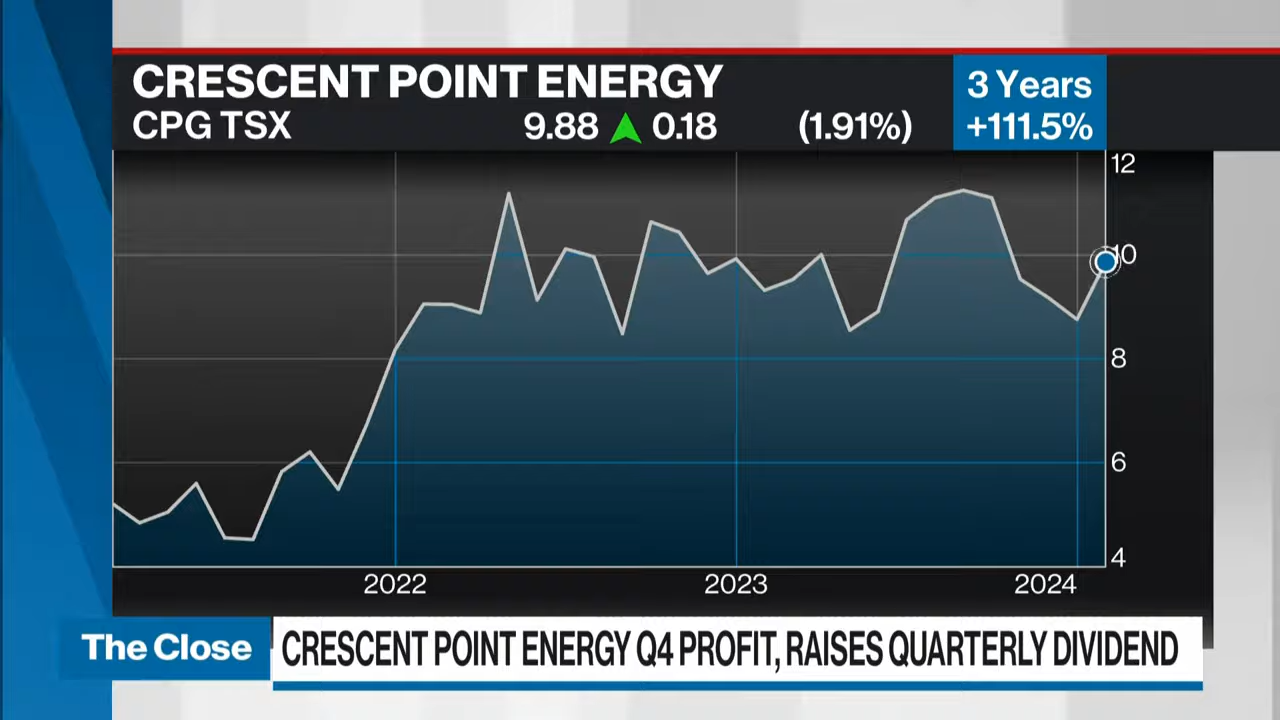 CRESCENT POINT ENERGY
CPG TSX 9.88 0.18 (1.91%)
3 Years
+111.5%
12
10
8
6
4
2022 2023 2024
The Close
CRESCENT POINT ENERGY Q4 PROFIT, RAISES QUARTERLY DIVIDEND